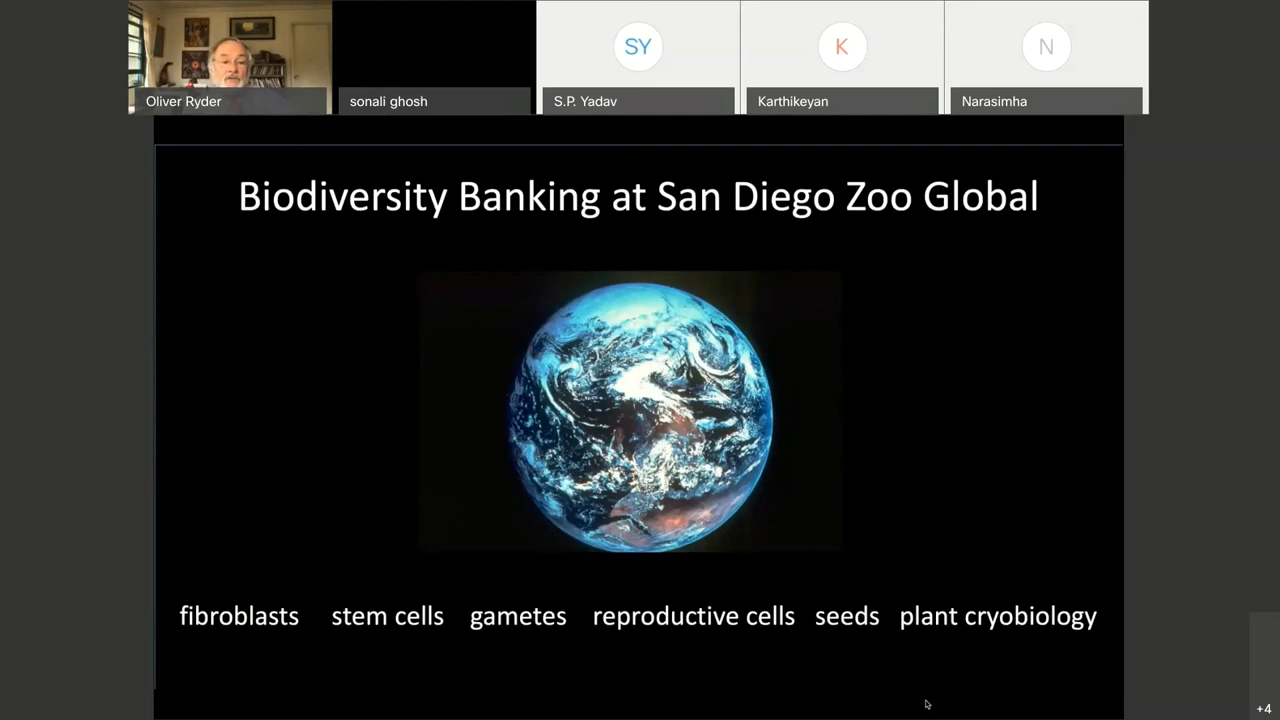 SY
K
N
Oliver Ryder
sonali ghosh
S.P. Yadav
Karthikeyan
Narasimha
Biodiversity Banking at San Diego Zoo Global
fibroblasts stem cells gametes reproductive cells seeds plant cryobiology
+4